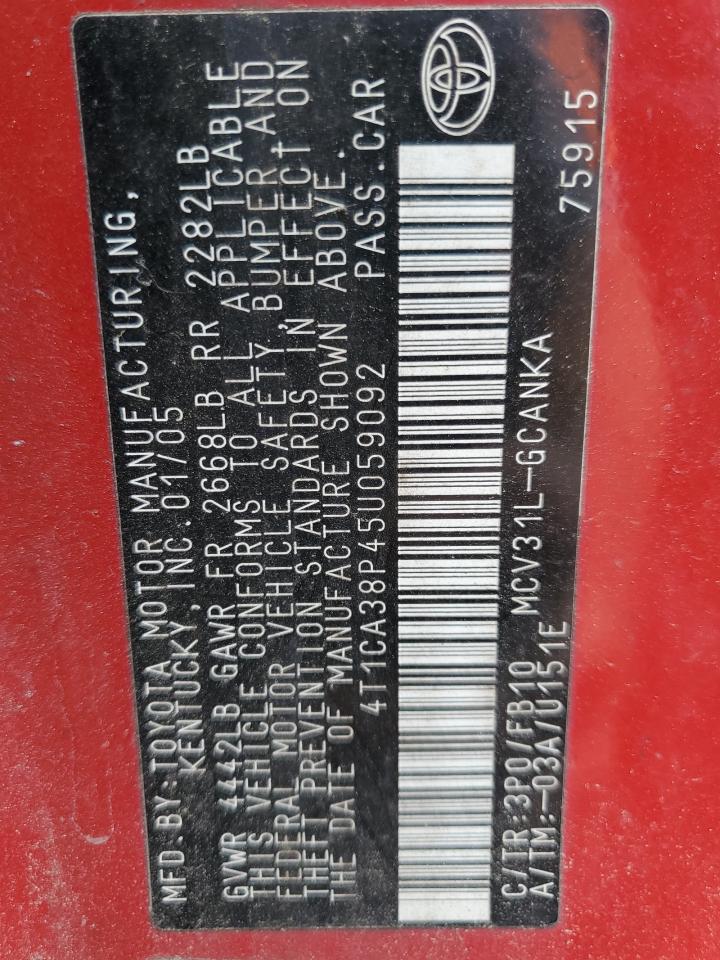 MFD.BY:TOYOTA MOTOR MANUFACTURING,
KENTUCKY, INC.01/05
GVWR 4442LB GAWR FR 2668LB RR 2282LB
THIS VEHICLE CONFORMS TO ALL APPLICABLE
FEDERAL MOTOR VEHICLE SAFETY,BUMPER AND
THEFT PREVENTION STANDARDS IN EFFECT ON
THE DATE OF MANUFACTURE SHOWN ABOVE.
4T1CA38P45U059092 PASS.CAR
C/TR:3P0/FB10 MCV31L-GCANKA
A/TM:-03A/U151E 75915